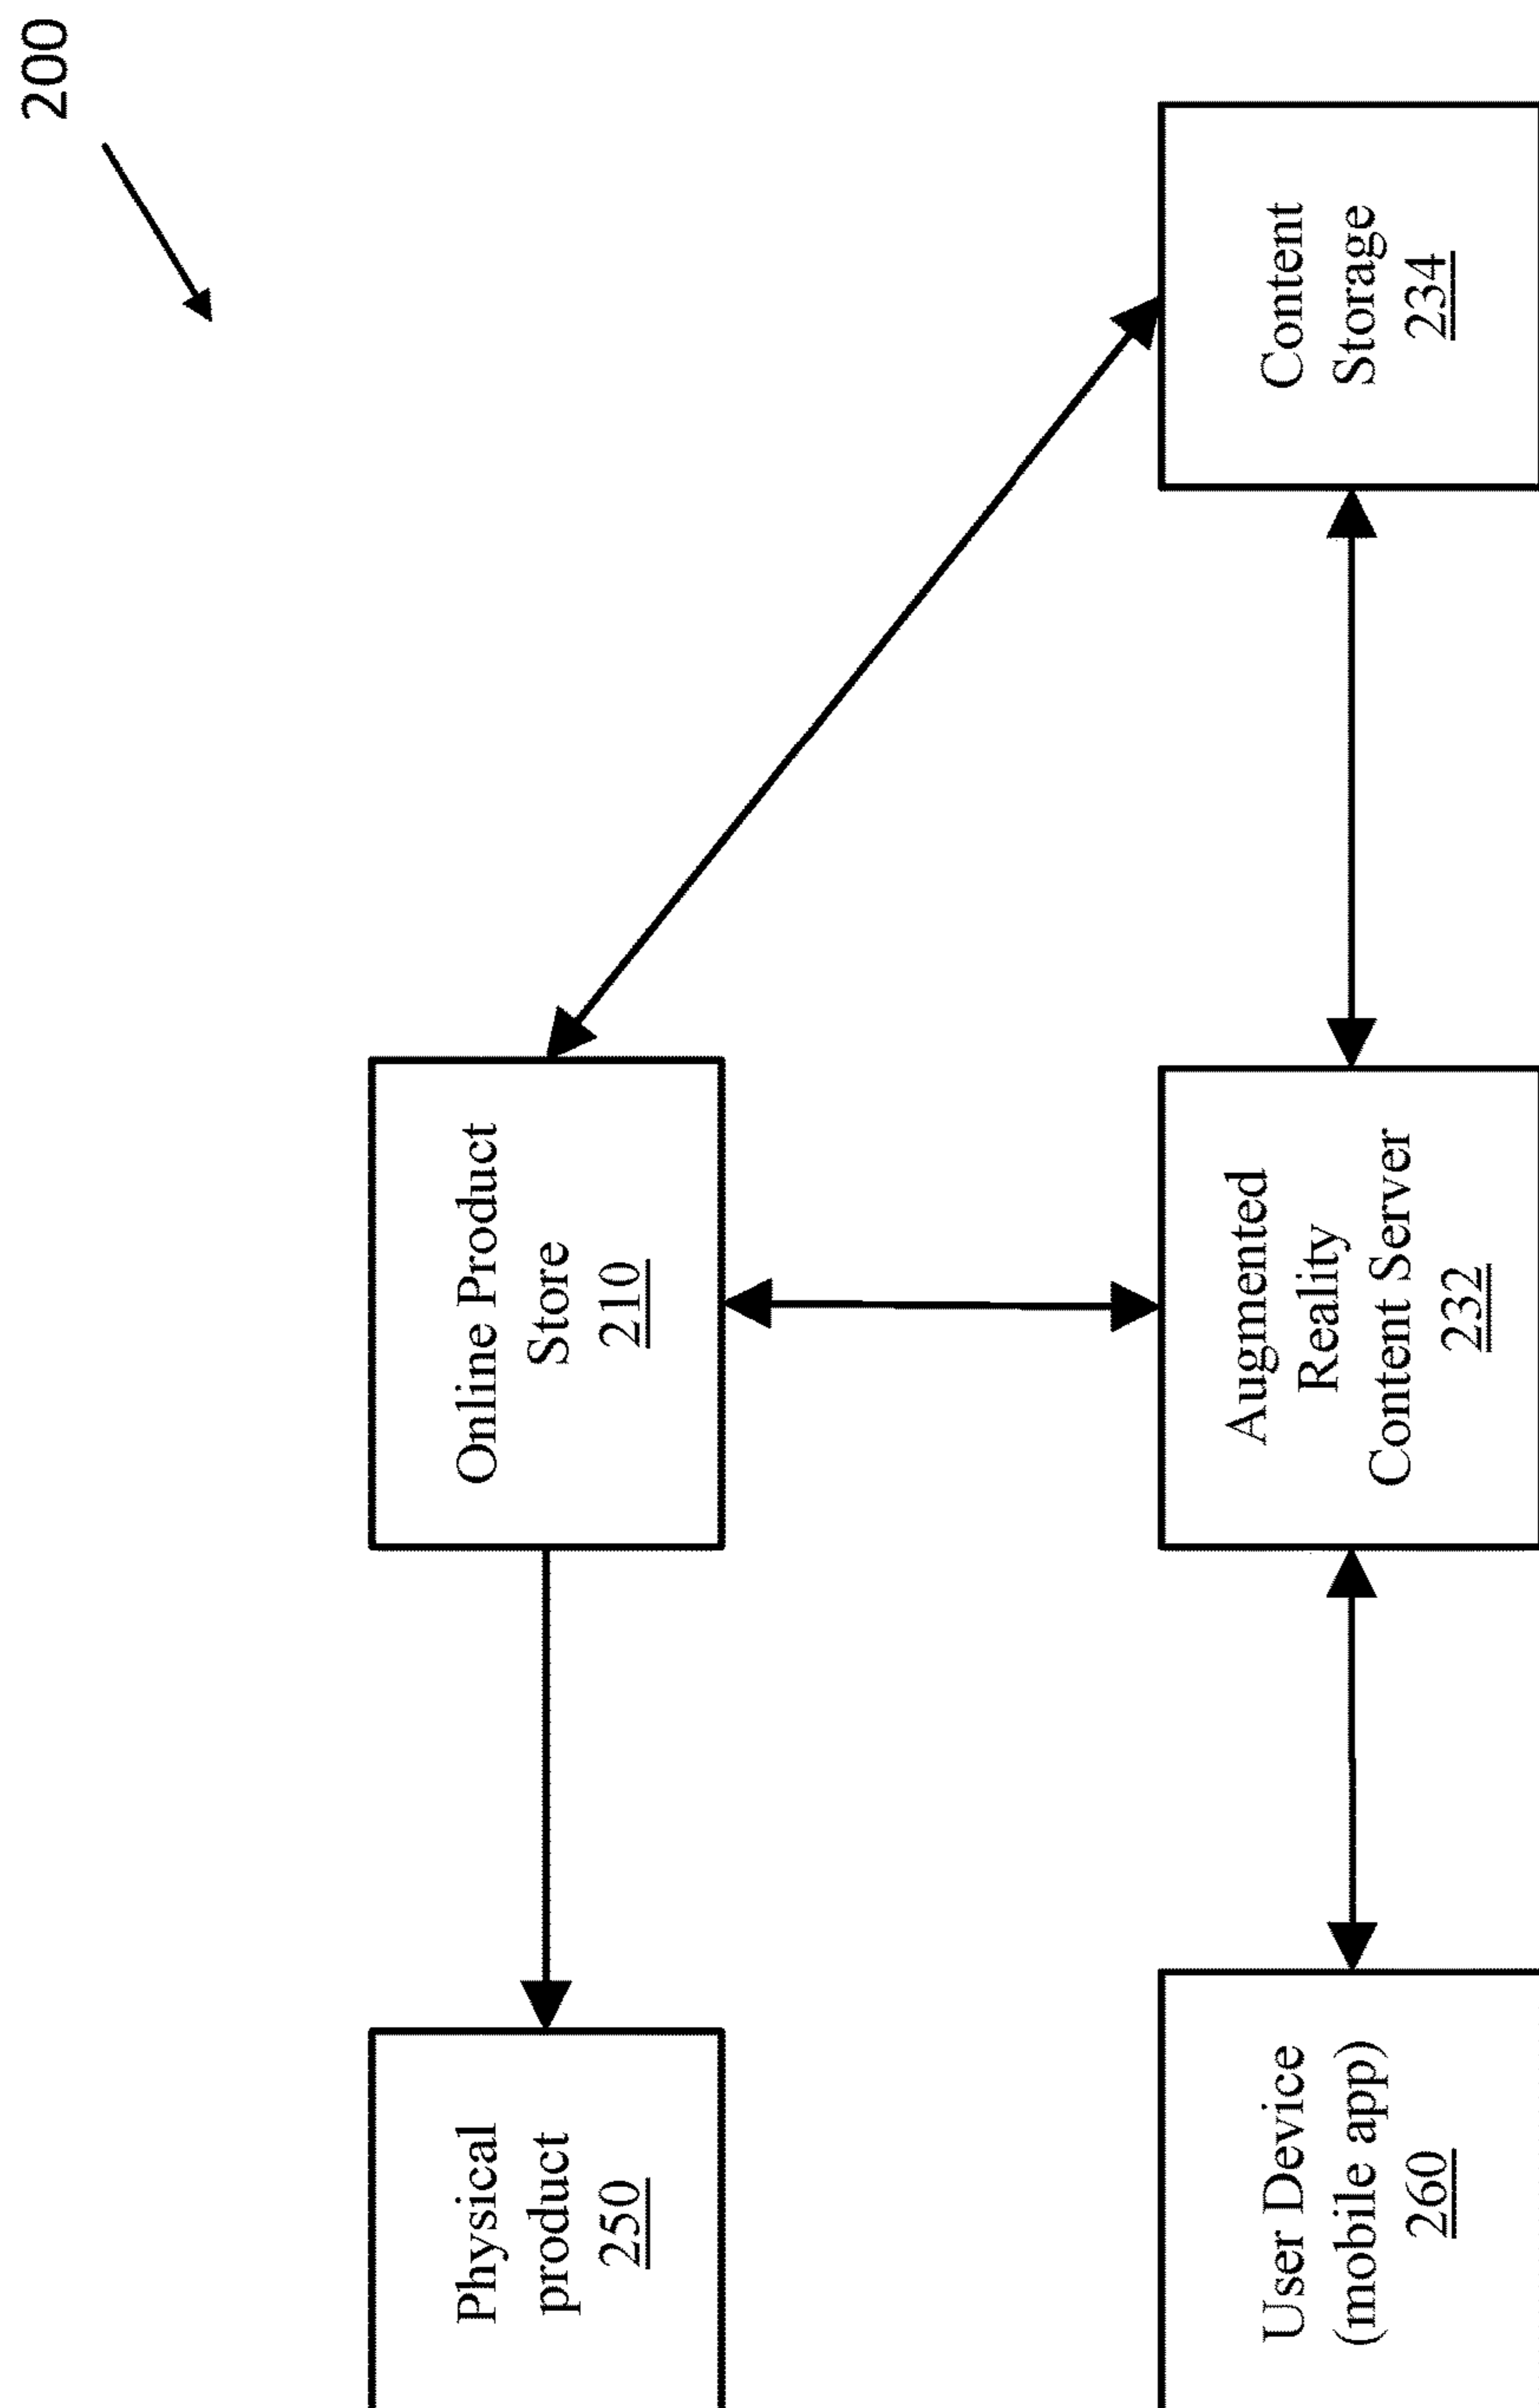 200
Physical
product
250
Online Product
Store
210
User Device
(mobile app)
260
Augmented
Reality
Content Server
232
Content
Storage
234